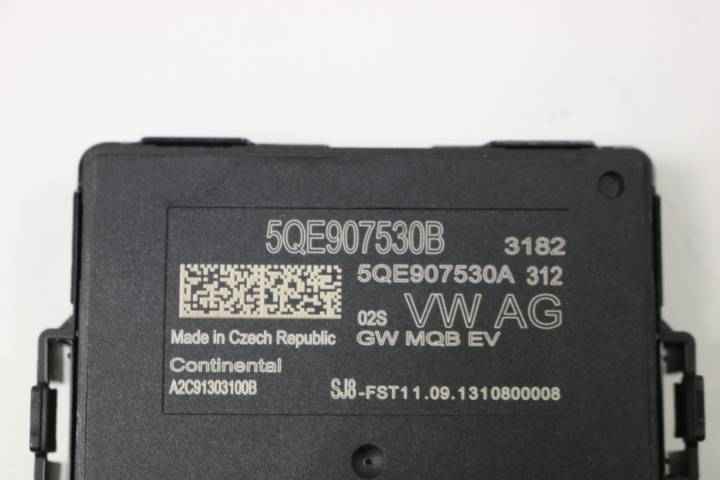 5QE907530B 3182
5QE907530A 312
02S VW AG
Made in Czech Republic GW MQB EV
Continental
A2C91303100B SJ8-FST11.09.1310800008